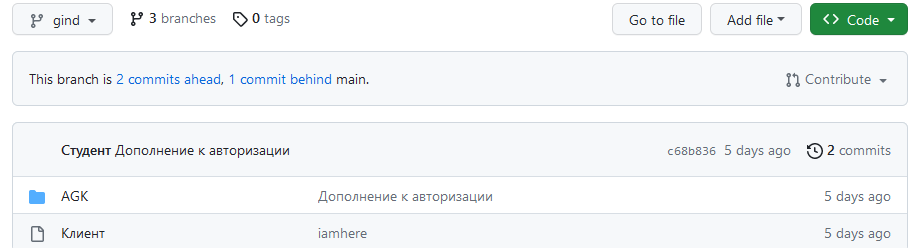 gind 3 branches 0 tags Go to file Add file Code
This branch is 2 commits ahead, 1 commit behind main. Contribute
Студент Дополнение к авторизации c68b836 5 days ago 2 commits
AGK Дополнение к авторизации 5 days ago
Клиент iamhere 5 days ago